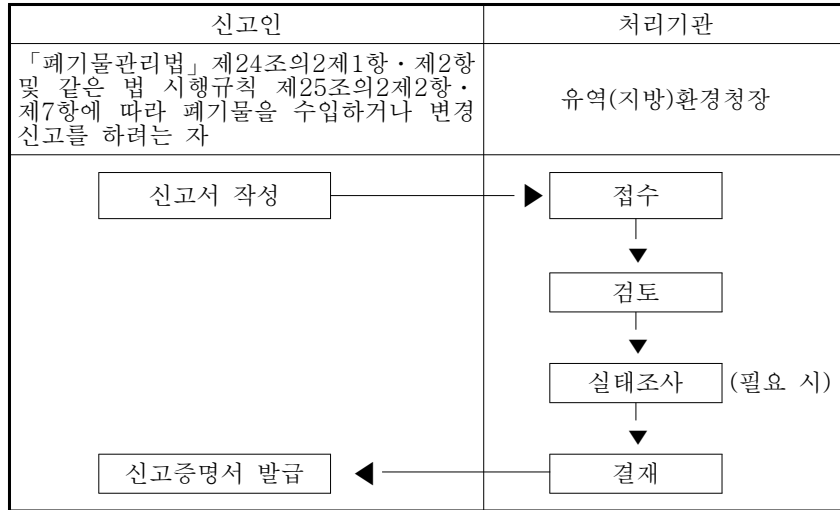 신고인
처리기관
「폐기물관리법」제24조의2제1항ㆍ제2항
및 같은 법 시행규칙 제25조의2제2항ㆍ
제7항에 따라 폐기물을 수입하거나 변경
신고를 하려는 자
유역(지방)환경청장
신고서 작성
접수
검토
실태조사
(필요 시)
신고증명서 발급
결재